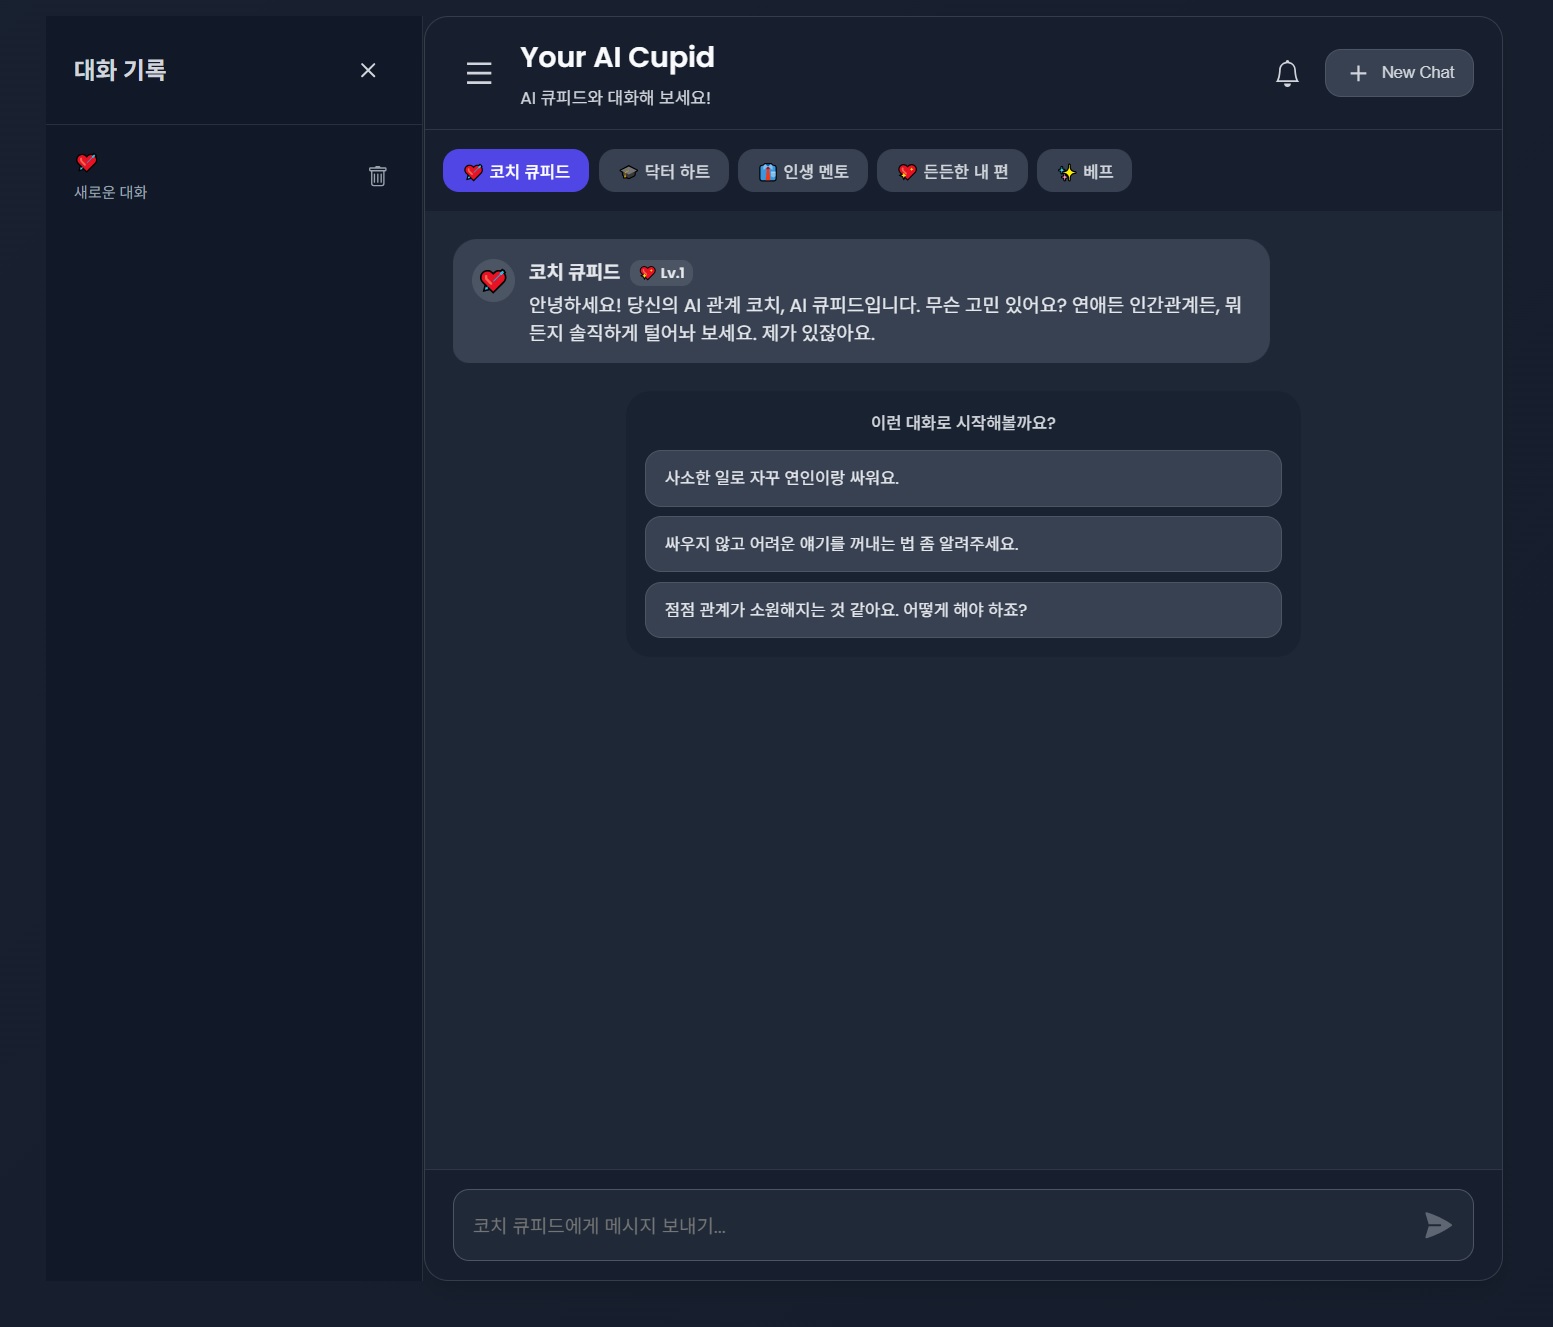 대화 기록
새로운 대화
Your AI Cupid
AI 큐피드와 대화해 보세요!
New Chat
코치 큐피드
닥터 하트
인생 멘토
든든한 내 편
베프
코치 큐피드 Lv.1
안녕하세요! 당신의 AI 관계 코치, AI 큐피드입니다. 무슨 고민 있어요? 연애든 인간관계든, 뭐
든지 솔직하게 털어놔 보세요. 제가 있잖아요.
이런 대화로 시작해볼까요?
사소한 일로 자꾸 연인이랑 싸워요.
싸우지 않고 어려운 얘기를 꺼내는 법 좀 알려주세요.
점점 관계가 소원해지는 것 같아요. 어떻게 해야 하죠?
코치 큐피드에게 메시지 보내기...